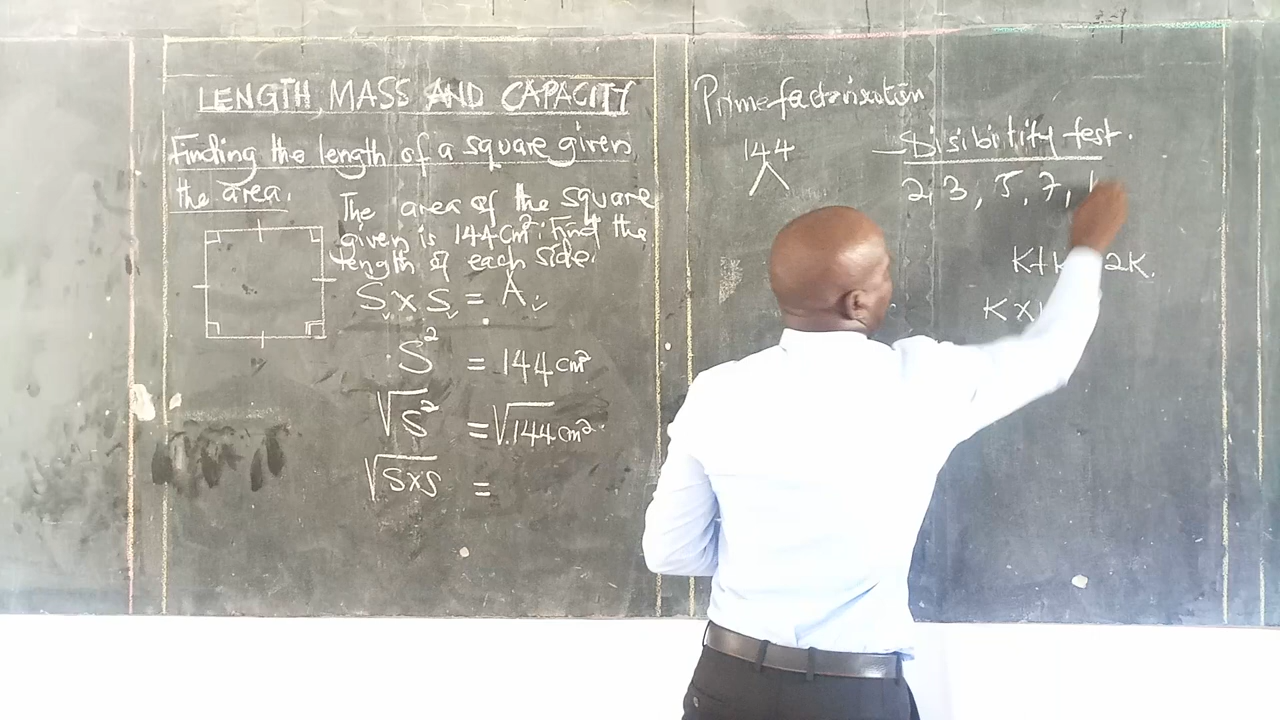 LENGTH, MASS AND CAPACITY
Finding the length of a square given
the area.
The area of the square
given is 144cm². Find the
length of each side.
S x S = A.
S² = 144cm²
√S² = √144cm²
√SxS =
Prime factorisation
144
Disibitity test.
2, 3, 5, 7,
K+K 2K.
K x